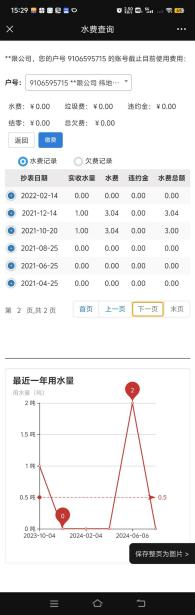 15:29
水费查询
**限公司，您的户号 9106595715 的账号截止目前使用费用：
户号： 9106595715 **限公司 纬地…
水费：￥0.00 垃圾费：￥0.00 违约金：￥0.00
结零：￥0.00 总欠费：￥0.00
返回 缴费
水费记录 欠费记录
抄表日期 实收水量 水费 违约金 水费总额
2022-02-14 0.00 0.00 0.00 0.00
2021-12-14 1.00 3.04 0.00 3.04
2021-10-20 1.00 3.04 0.00 3.00
2021-08-25 0.00 0.00 0.00 0.00
2021-06-25 0.00 0.00 0.00 0.00
2021-04-25 0.00 0.00 0.00 0.00
第 2 页,共 2 页 首页 上一页 下一页 末页
最近一年用水量
用水量（吨）
2
2 吨
1.5 吨
1 吨
0.5 吨 0.5
0
0 吨
2023-10-04 2024-02-04 2024-06-06
保存整页为图片 >